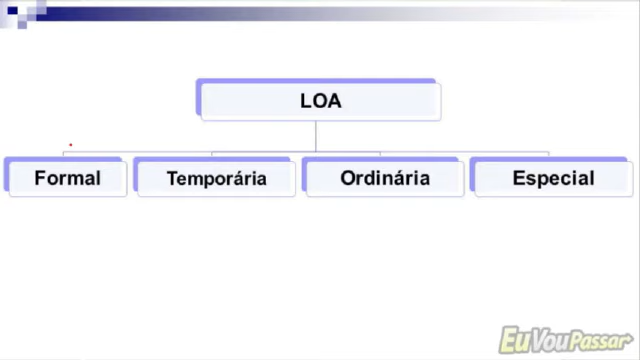 LOA
Formal
Temporária
Ordinária
Especial
EuVouPassar